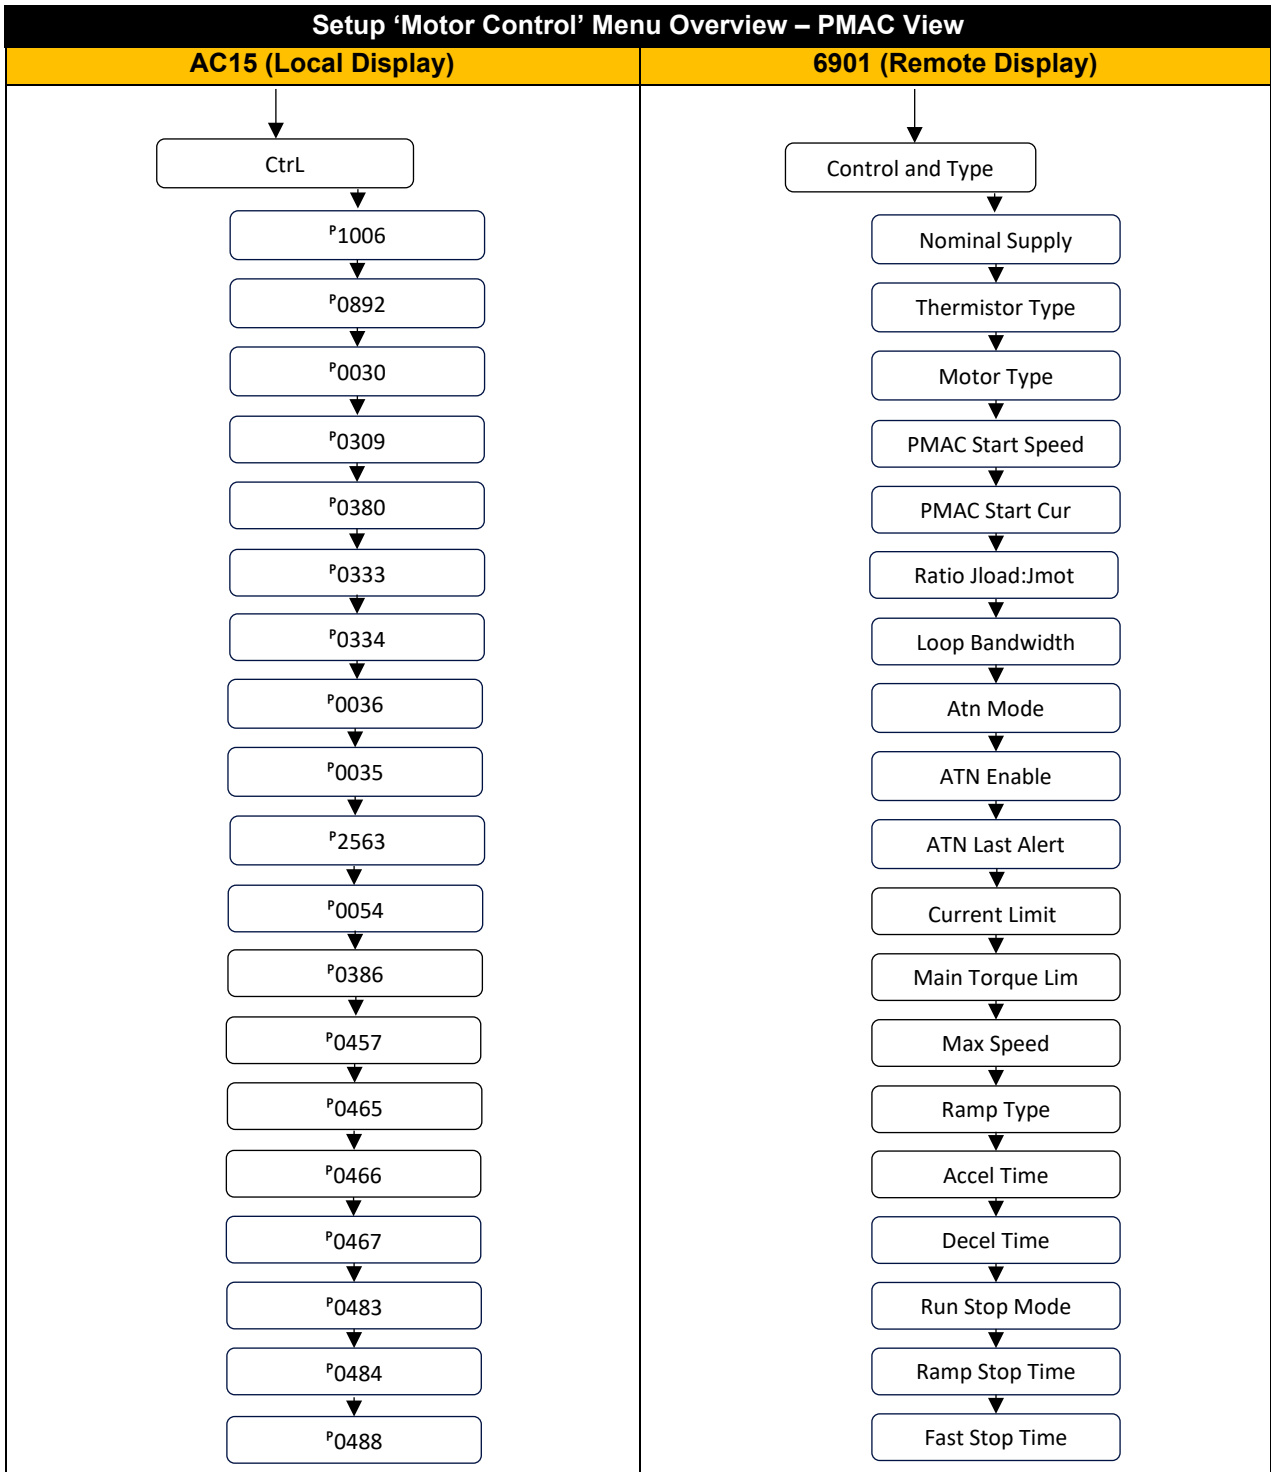 Setup ‘Motor Control’ Menu Overview – PMAC View
AC15 (Local Display)
6901 (Remote Display)
CtrL
ᴾ1006
ᴾ0892
ᴾ0030
ᴾ0309
ᴾ0380
ᴾ0333
ᴾ0334
ᴾ0036
ᴾ0035
ᴾ2563
ᴾ0054
ᴾ0386
ᴾ0457
ᴾ0465
ᴾ0466
ᴾ0467
ᴾ0483
ᴾ0484
ᴾ0488
Control and Type
Nominal Supply
Thermistor Type
Motor Type
PMAC Start Speed
PMAC Start Cur
Ratio Jload:Jmot
Loop Bandwidth
Atn Mode
ATN Enable
ATN Last Alert
Current Limit
Main Torque Lim
Max Speed
Ramp Type
Accel Time
Decel Time
Run Stop Mode
Ramp Stop Time
Fast Stop Time